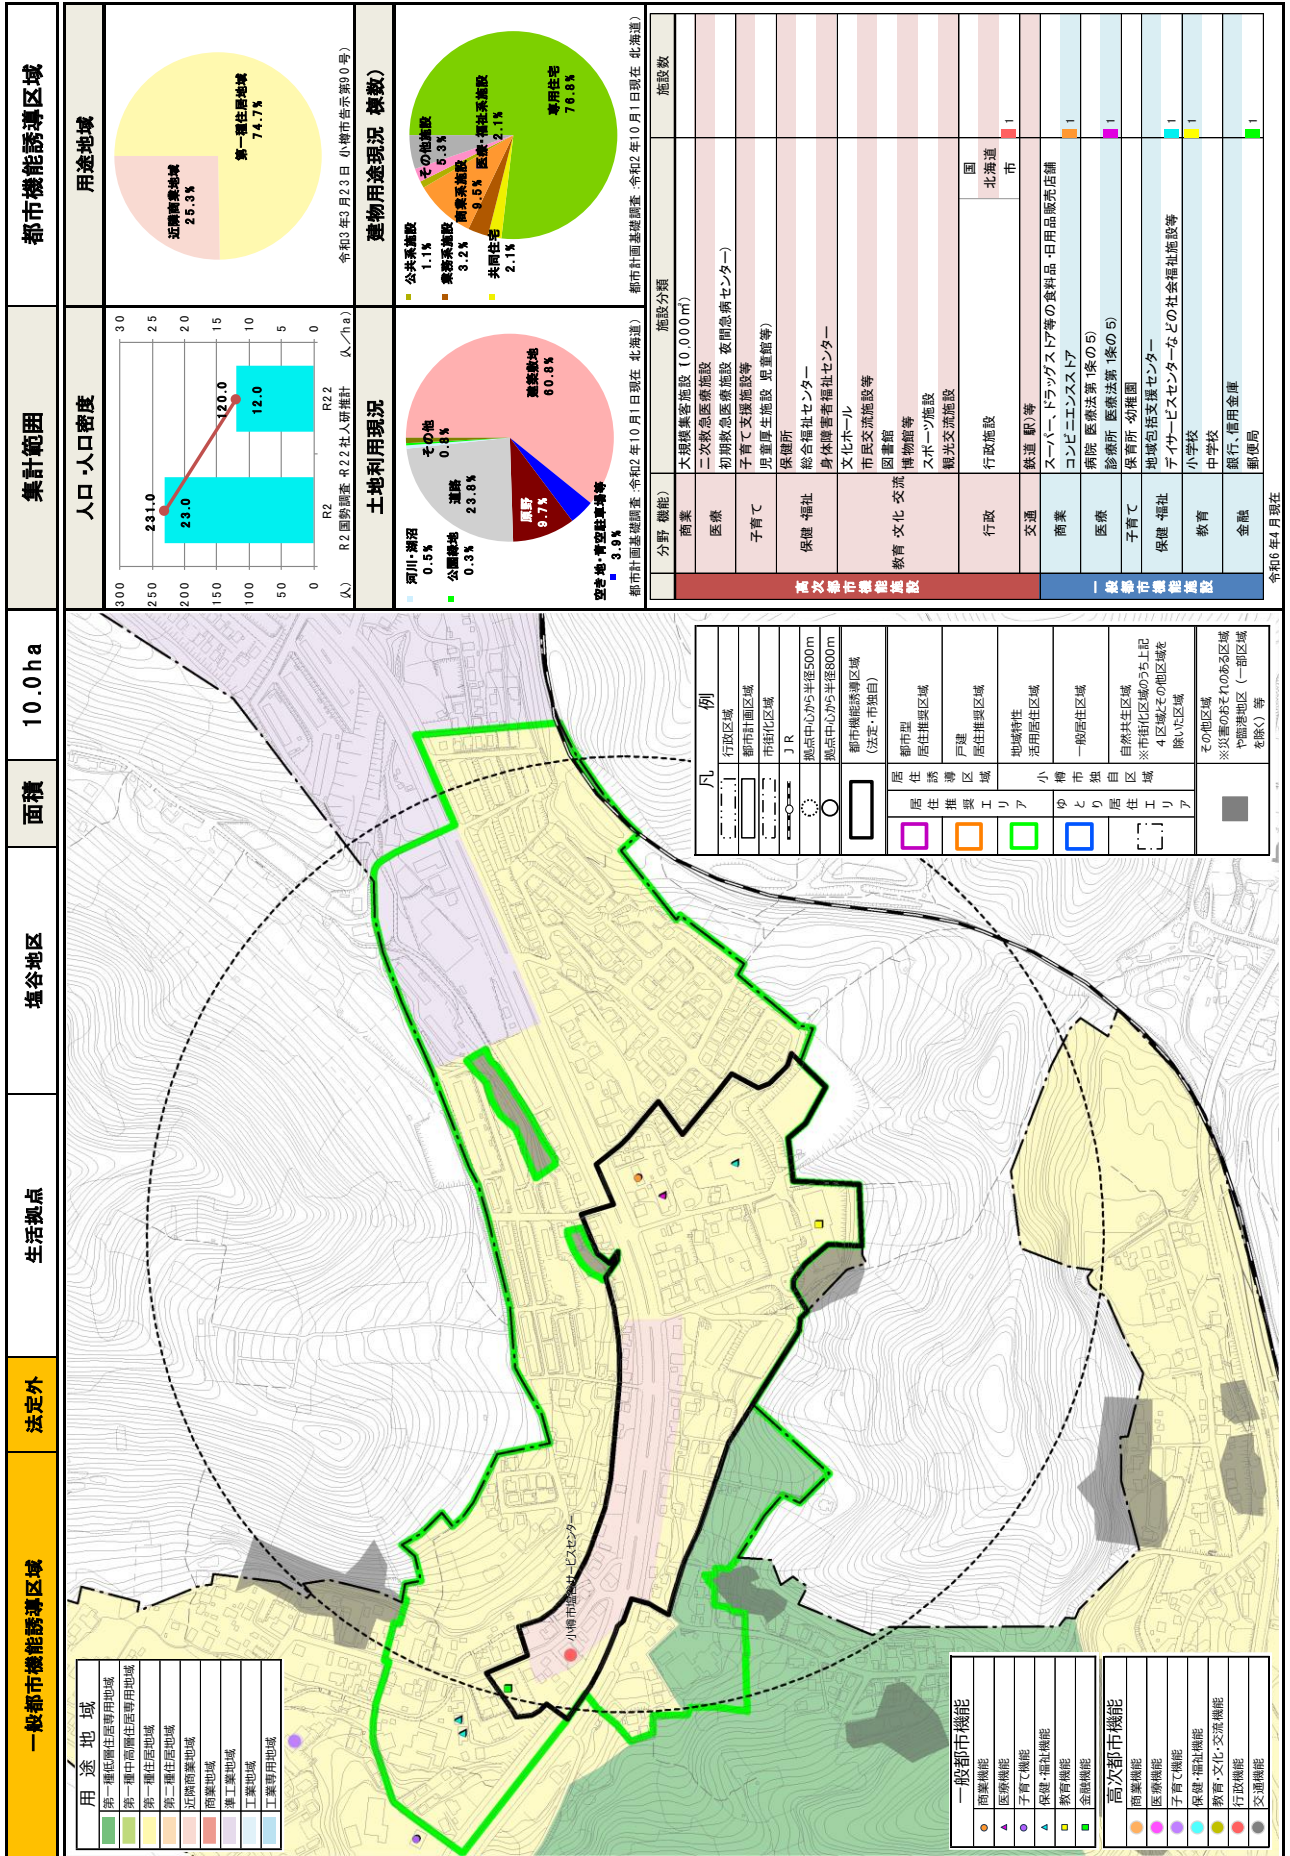 一般都市機能誘導区域
法定外
生活拠点
塩谷地区
面積
10.0ha
集計範囲
都市機能誘導区域
用途地域
第一種低層住居専用地域
第一種中高層住居専用地域
第一種住居地域
第二種住居地域
近隣商業地域
商業地域
準工業地域
工業地域
工業専用地域
小樽市塩谷サービスセンター
一般都市機能
商業機能
医療機能
子育て機能
保健・福祉機能
教育機能
金融機能
高次都市機能
商業機能
医療機能
子育て機能
保健・福祉機能
教育・文化・交流機能
行政機能
交通機能
凡例
行政区域
都市計画区域
市街化区域
JR
拠点中心から半径500m
拠点中心から半径800m
都市機能誘導区域
(法定・市独自)
居住推奨エリア
居住誘導区域
都市型
居住推奨区域
戸建
居住推奨区域
小樽市独自区域
地域特性
活用居住区域
ゆとり居住エリア
一般居住区域
自然共生区域
※市街化区域のうち上記
4区域とその他区域を
除いた区域
その他区域
※災害のおそれのある区域
や臨港地区(一部区域
を除く)等
人口・人口密度
300
250
200
150
100
50
0
(人)
231.0
23.0
120.0
12.0
30
25
20
15
10
5
0
(人/ha)
R2
R22
R2国勢調査 R22社人研推計
用途地域
近隣商業地域
25.3%
第一種住居地域
74.7%
令和3年3月23日 小樽市告示第90号)
土地利用現況
河川・湖沼
0.5%
公園緑地
0.3%
その他
0.8%
道路
23.8%
原野
9.7%
空き地・青空駐車場等
3.9%
建築敷地
60.8%
都市計画基礎調査:令和2年10月1日現在 北海道)
建物用途現況 棟数)
公共系施設
1.1%
業務系施設
3.2%
共同住宅
2.1%
その他施設
5.3%
商業系施設
9.5%
医療・福祉系施設
2.1%
専用住宅
76.8%
都市計画基礎調査:令和2年10月1日現在 北海道)
分野 機能)
施設分類
施設数
高次都市機能施設
商業
大規模集客施設 (10,000㎡)
医療
二次救急医療施設
初期救急医療施設 夜間急病センター)
子育て
子育て支援施設等
児童厚生施設 児童館等)
保健・福祉
保健所
総合福祉センター
身体障害者福祉センター
教育・文化・交流
文化ホール
市民交流施設等
図書館
博物館等
スポーツ施設
観光交流施設
行政
行政施設
国
北海道
市
1
交通
鉄道 駅)等
一般都市機能施設
商業
スーパー、ドラッグストア等の食料品・日用品販売店舗
コンビニエンスストア
1
医療
病院 医療法第1条の5)
診療所 医療法第1条の5)
1
子育て
保育所・幼稚園
保健・福祉
地域包括支援センター
デイサービスセンターなどの社会福祉施設等
1
教育
小学校
1
中学校
金融
銀行、信用金庫
郵便局
1
令和6年4月現在